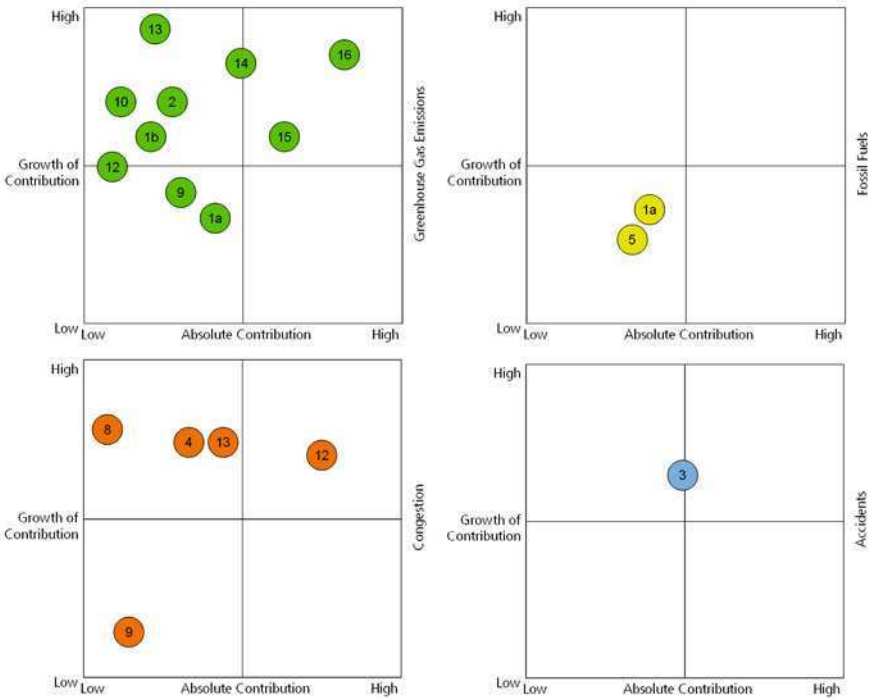 High
13
14
16
10
2
1b
15
12
9
1a
Growth of
Contribution
Low
Low
Absolute Contribution
High
Greenhouse Gas Emissions
High
1a
5
Growth of
Contribution
Low
Low
Absolute Contribution
High
Fossil Fuels
High
8
4
13
12
9
Growth of
Contribution
Low
Low
Absolute Contribution
High
Congestion
High
3
Growth of
Contribution
Low
Low
Absolute Contribution
High
Accidents